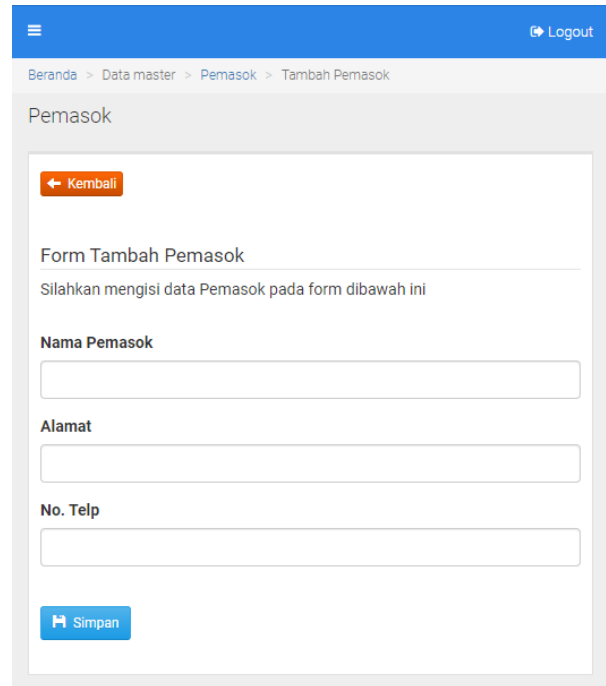 Logout
Beranda > Data master > Pemasok > Tambah Pemasok
Pemasok
Kembali
Form Tambah Pemasok
Silahkan mengisi data Pemasok pada form dibawah ini
Nama Pemasok
Alamat
No. Telp
Simpan